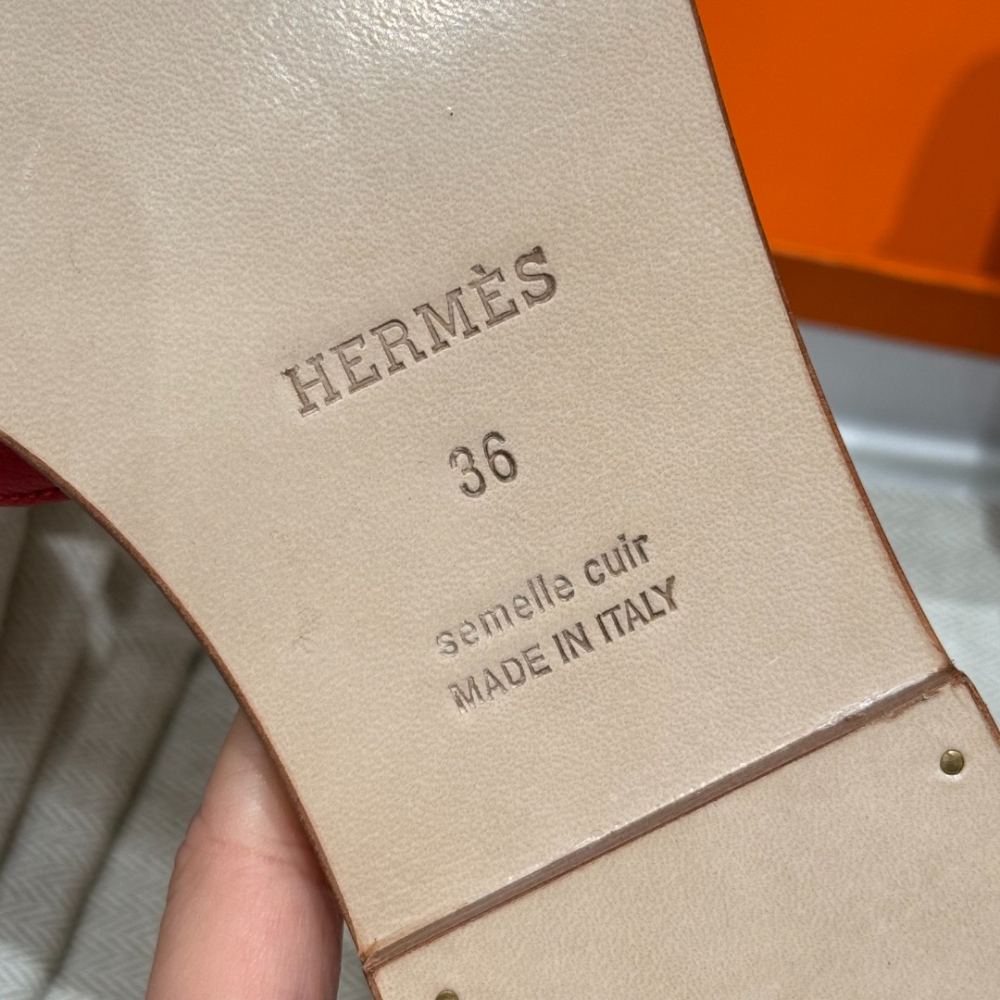 HERMÈS
36
semelle cuir
MADE IN ITALY